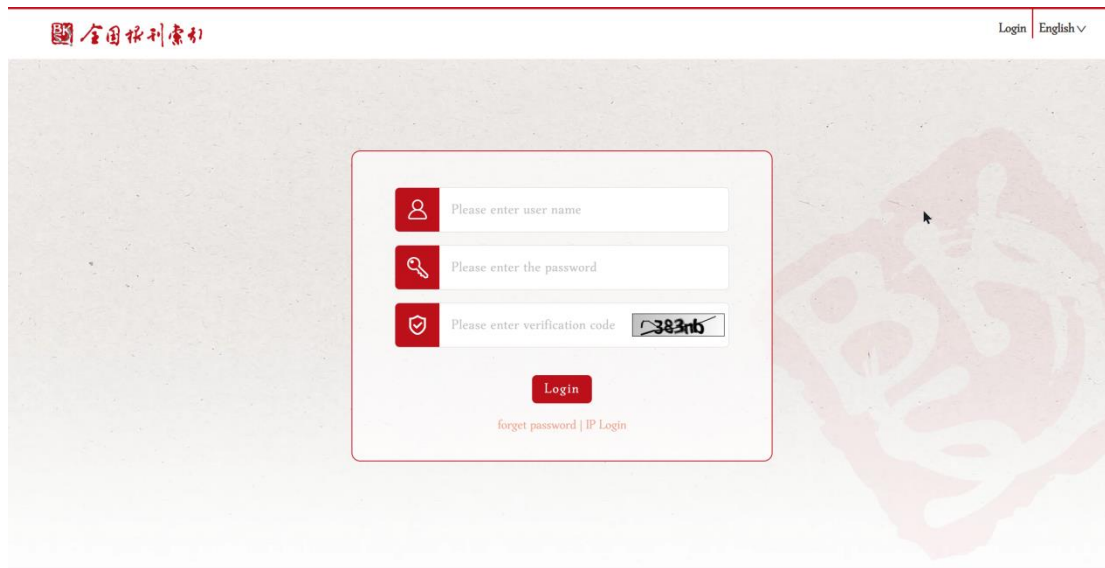 BKS 全国报刊索引
Login English
Please enter user name
Please enter the password
Please enter verification code
Login
forget password | IP Login